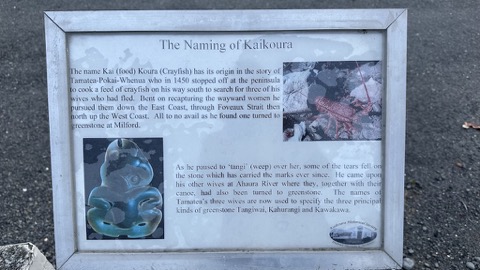 The Naming of Kaikoura
The name Kai (food) Koura (Crayfish) has its origin in the story of
Tamatea-Pokai-Whenua who in 1450 stopped off at the peninsula
to cook a feed of crayfish on his way south to search for three of his
wives who had fled. Bent on recapturing the wayward women he
pursued them down the East Coast, through Foveaux Strait then
north up the West Coast. All to no avail as he found one turned to
greenstone at Milford.
As he paused to 'tangi' (weep) over her, some of the tears fell on
the stone which has carried the marks ever since. He came upon
his other wives at Ahaura River where they, together with their
canoe, had also been turned to greenstone. The names of
Tamatea's three wives are now used to specify the three principal
kinds of greenstone Tangiwai, Kahurangi and Kawakawa.